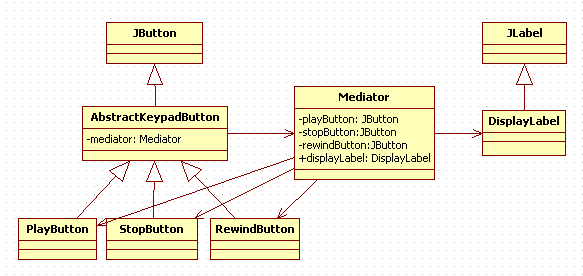 JButton
JLabel
AbstractKeypadButton
-mediator: Mediator
Mediator
-playButton: JButton
-stopButton:JButton
-rewindButton:JButton
+displayLabel: DisplayLabel
DisplayLabel
PlayButton
StopButton
RewindButton